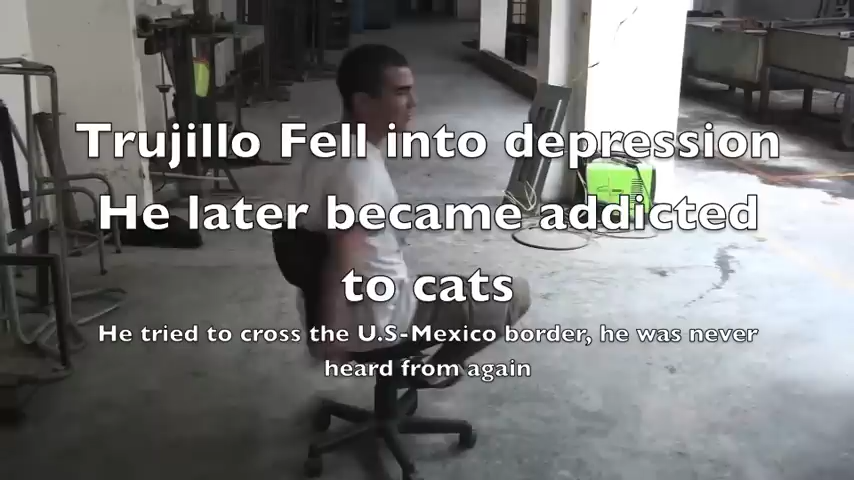 Trujillo Fell into depression
He later became addicted
to cats
He tried to cross the U.S-Mexico border, he was never
heard from again